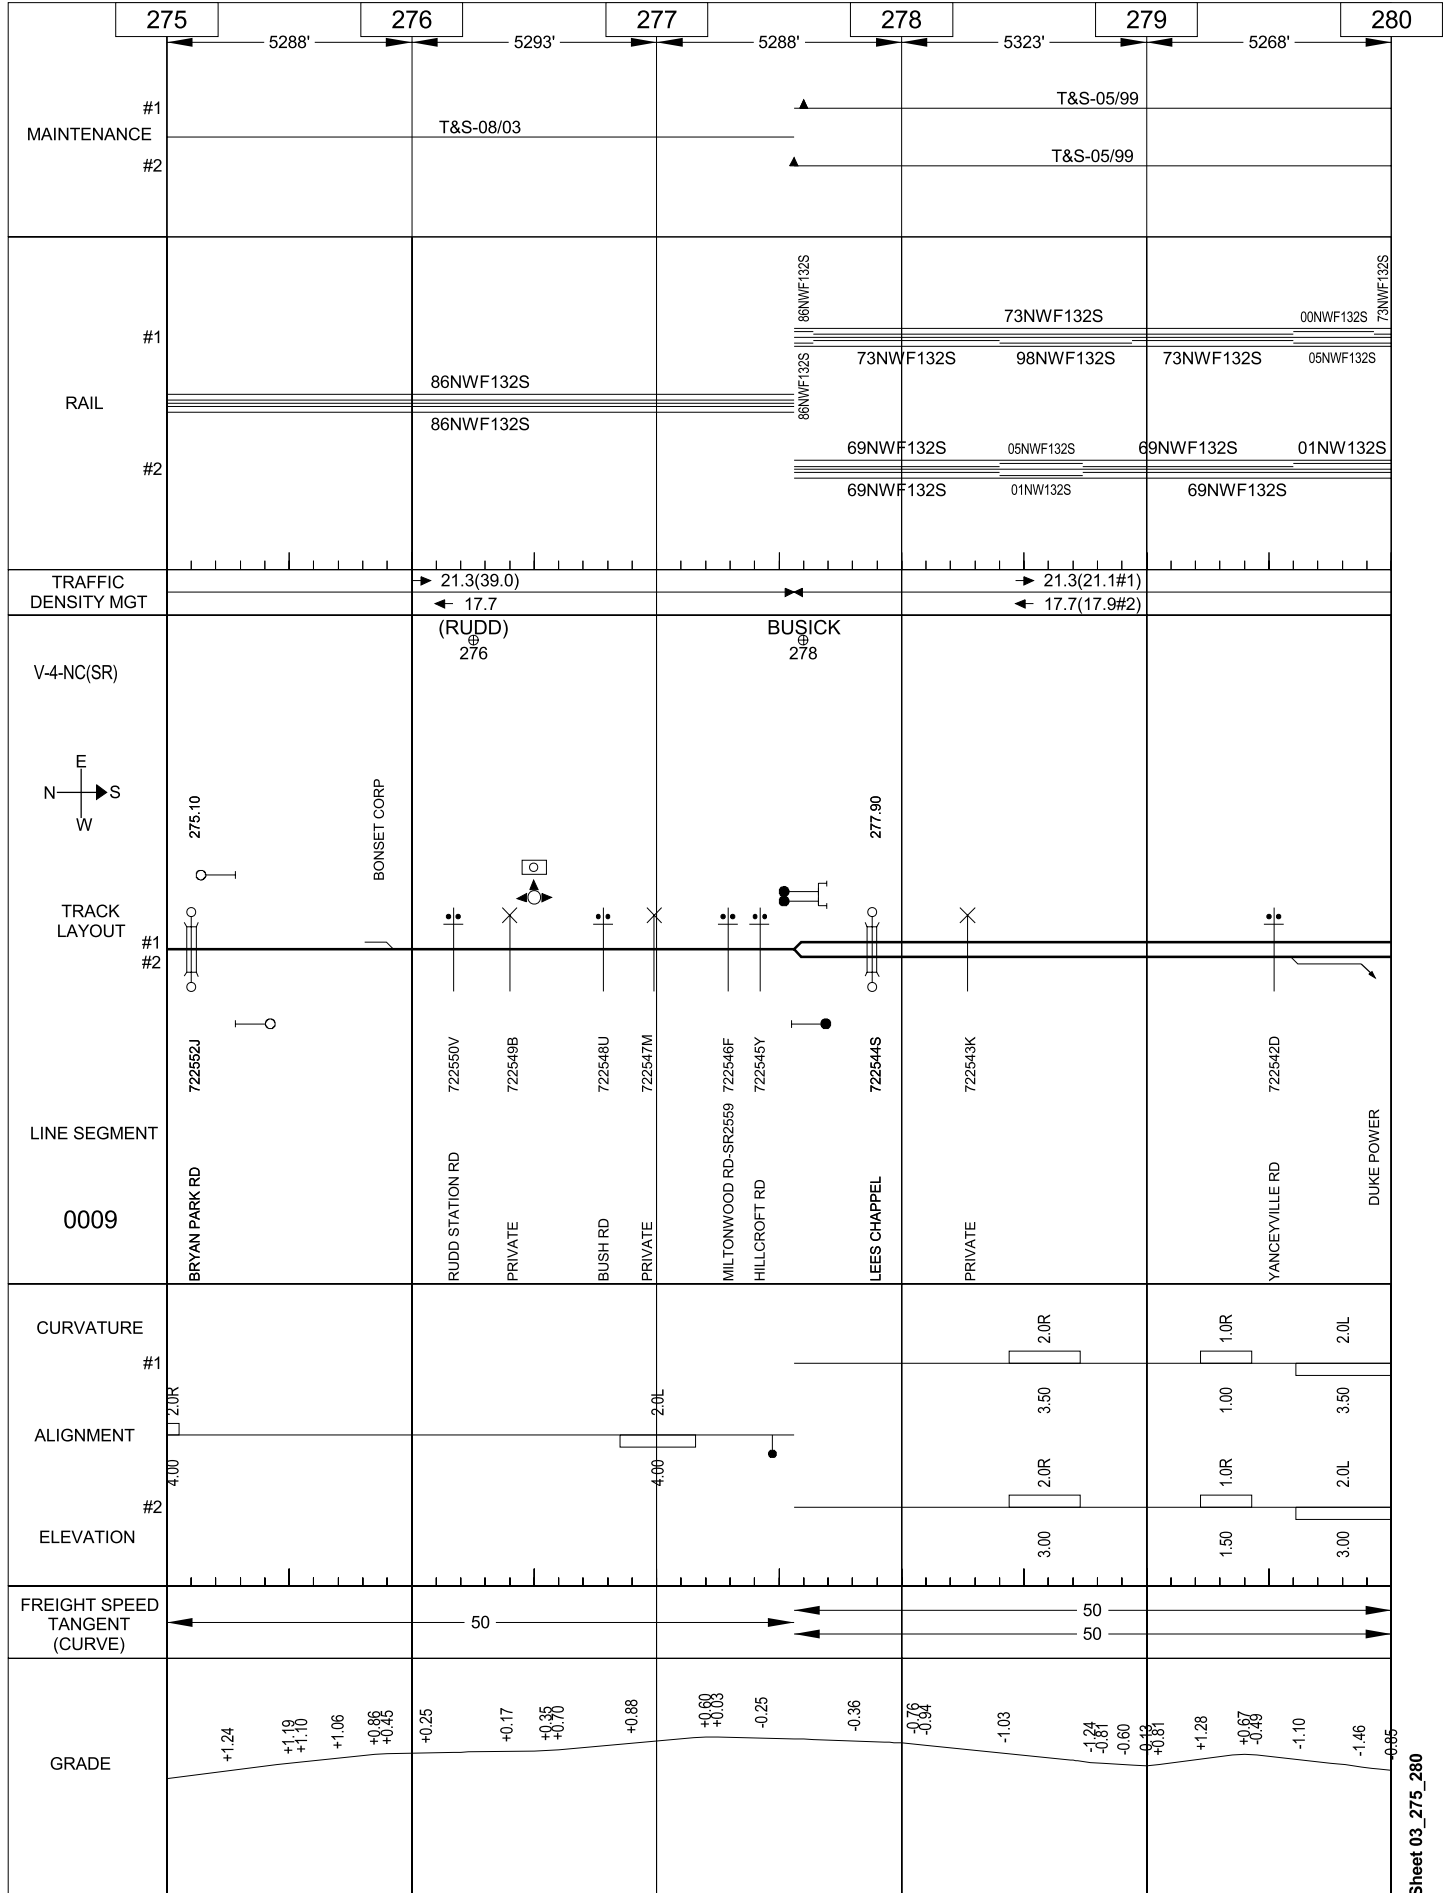 275 276 277 278 279 280
5288' 5293' 5288' 5323' 5268'
#1 T&S-05/99
MAINTENANCE T&S-08/03
#2 T&S-05/99
86NWF132S 73NWF132S
73NWF132S 00NWF132S
#1
73NWF132S 98NWF132S 73NWF132S 05NWF132S
86NWF132S
86NWF132S
RAIL
86NWF132S
69NWF132S 05NWF132S 69NWF132S 01NW132S
#2
69NWF132S 01NW132S 69NWF132S
TRAFFIC
DENSITY MGT
21.3(39.0) 21.3(21.1#1)
17.7 17.7(17.9#2)
(RUDD) BUSICK
276 278
V-4-NC(SR)
E
N S
W
275.10 BONSET CORP 277.90
TRACK
LAYOUT
#1
#2
722552J 722550V 722549B 722548U 722547M 722546F 722545Y 722544S 722543K 722542D
LINE SEGMENT
0009
BRYAN PARK RD
RUDD STATION RD
PRIVATE
BUSH RD
PRIVATE
MILTONWOOD RD-SR2559
HILLCROFT RD
LEES CHAPPEL
PRIVATE
YANCEYVILLE RD
DUKE POWER
CURVATURE
2.0R 1.0R 2.0L
#1
3.50 1.00 3.50
2.0R 2.0L
ALIGNMENT
4.00 4.00
2.0R 1.0R 2.0L
#2
ELEVATION
3.00 1.50 3.00
FREIGHT SPEED
TANGENT
(CURVE)
50 50
50
GRADE
+1.24 +1.19 +1.10 +1.06 +0.86 +0.45 +0.25 +0.17 +0.35 +0.70 +0.88 +0.60 +0.03 -0.25 -0.36 -0.76 -0.94 -1.03 -1.24 -0.81 -0.60 +0.81 +1.28 +0.67 -0.49 -1.10 -1.46 -0.85
Sheet 03_275_280